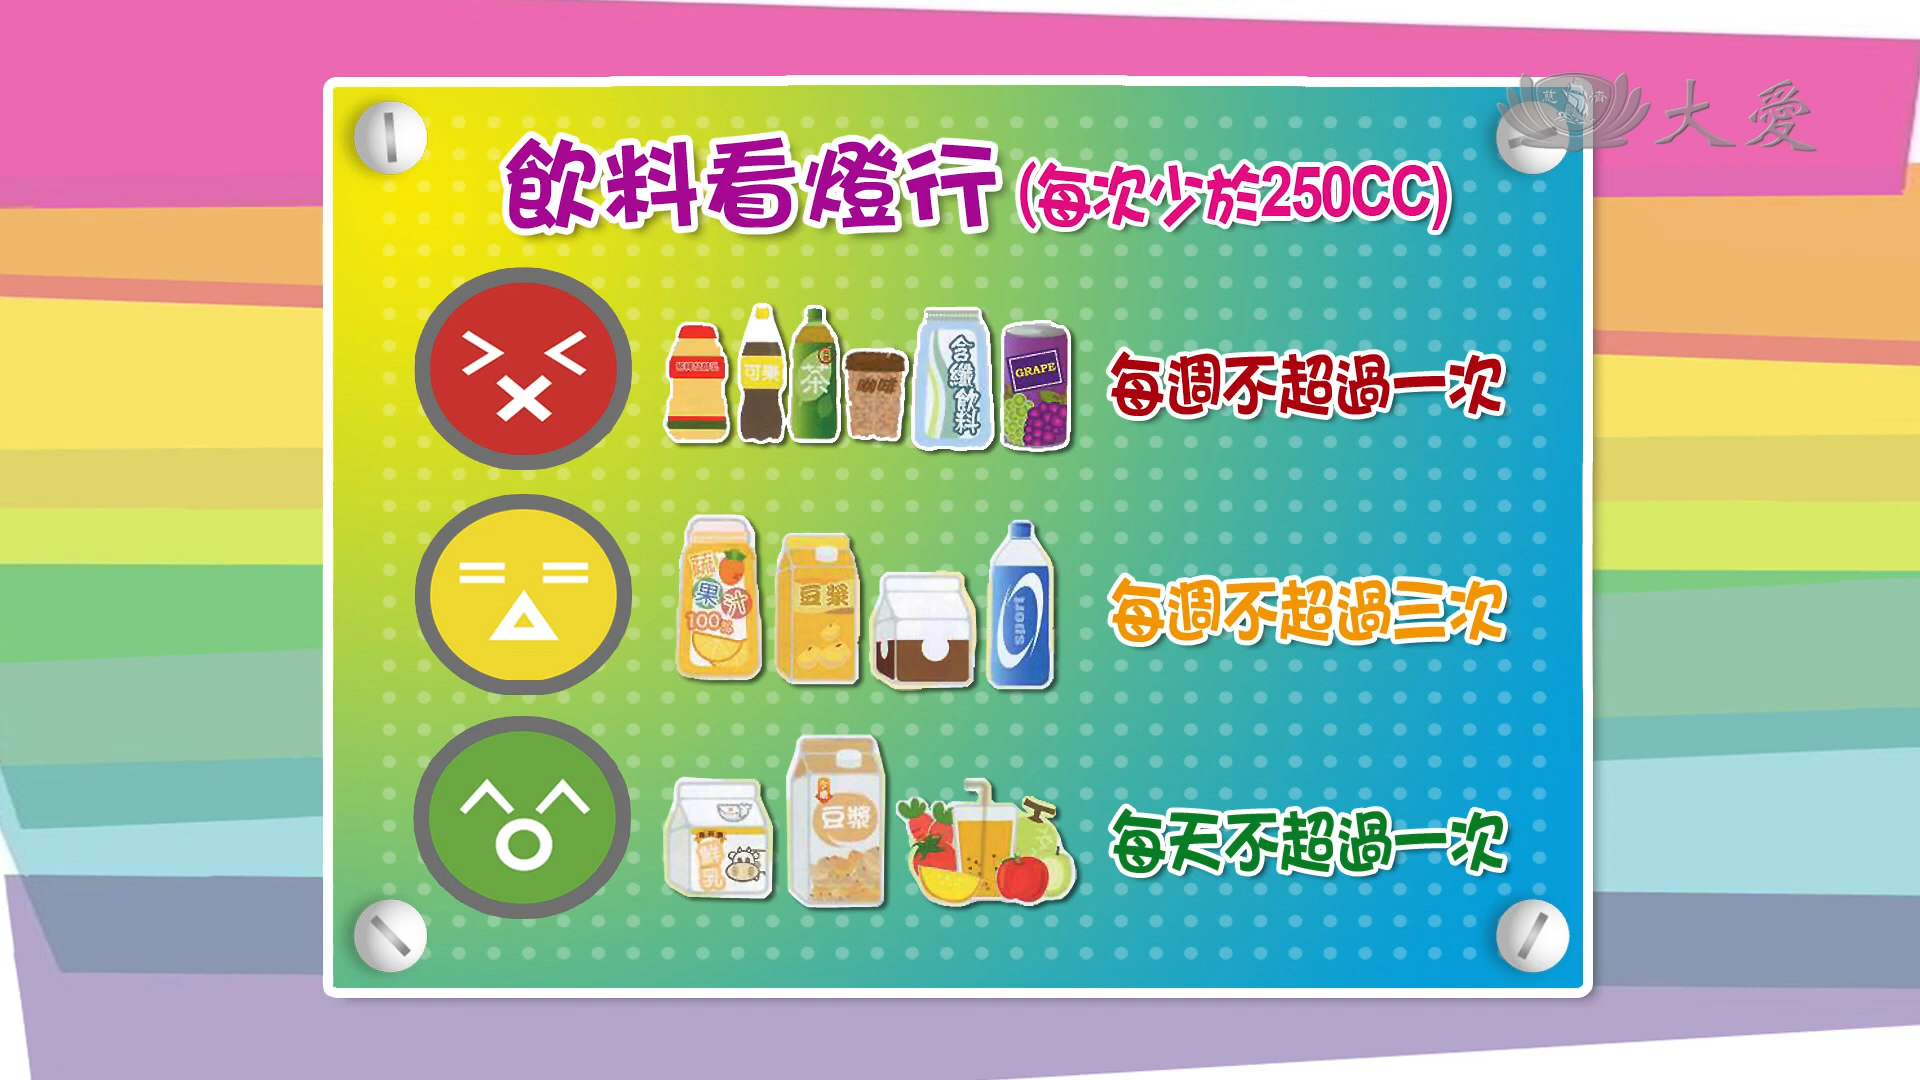 慈濟
大愛
飲料看燈行(每次少於250CC)
可樂
茶
咖啡
含纖飲料
GRAPE
每週不超過一次
蔬果汁
100%
豆漿
sport
每週不超過三次
鮮乳
豆漿
每天不超過一次